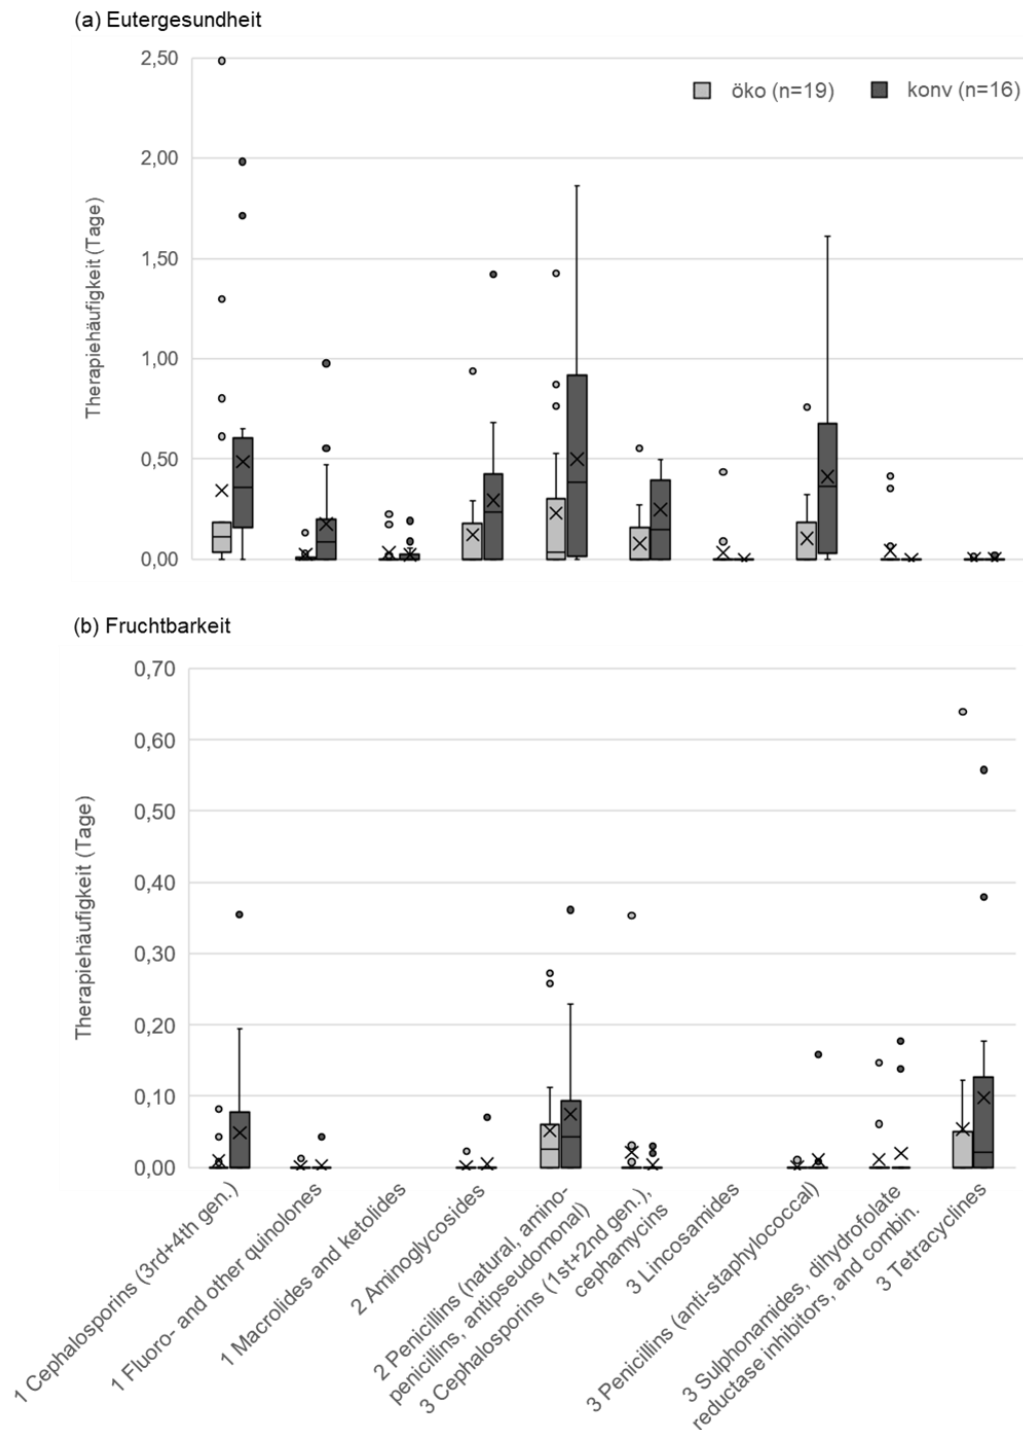 (a) Eutergesundheit
2,50
öko (n=19)
konv (n=16)
2,00
1,50
1,00
0,50
0,00
Therapiehäufigkeit (Tage)
(b) Fruchtbarkeit
0,70
0,60
0,50
0,40
0,30
0,20
0,10
0,00
Therapiehäufigkeit (Tage)
1 Cephalosporins (3rd+4th gen.)
1 Fluoro- and other quinolones
1 Macrolides and ketolides
2 Aminoglycosides
2 Penicillins (natural, amino-
penicillins, antipseudomonal)
3 Cephalosporins (1st+2nd gen.),
cephamycins
3 Lincosamides
3 Penicillins (anti-staphylococcal)
3 Sulphonamides, dihydrofolate
reductase inhibitors, and combin.
3 Tetracyclines